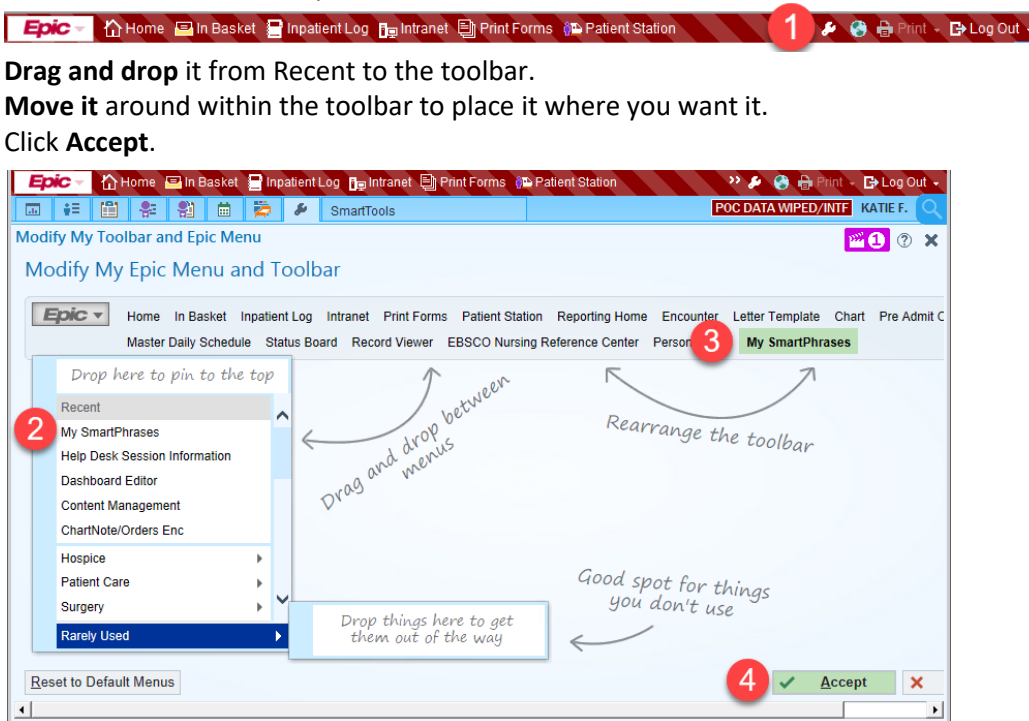 Epic Home In Basket Inpatient Log Intranet Print Forms Patient Station 1 Print Log Out
Drag and drop it from Recent to the toolbar.
Move it around within the toolbar to place it where you want it.
Click Accept.
Epic Home In Basket Inpatient Log Intranet Print Forms Patient Station >> Print Log Out
SmartTools POC DATA WIPED/INTF KATIE F.
Modify My Toolbar and Epic Menu 1 ?
Modify My Epic Menu and Toolbar
Epic Home In Basket Inpatient Log Intranet Print Forms Patient Station Reporting Home Encounter Letter Template Chart Pre Admit
Master Daily Schedule Status Board Record Viewer EBSCO Nursing Reference Center Person 3 My SmartPhrases
Drop here to pin to the top
Recent
2 My SmartPhrases
Help Desk Session Information
Dashboard Editor
Content Management
ChartNote/Orders Enc
Hospice
Patient Care
Surgery
Rarely Used
Drag and drop between
menus
Rearrange the toolbar
Good spot for things
you don't use
Drop things here to get
them out of the way
Reset to Default Menus 4 Accept